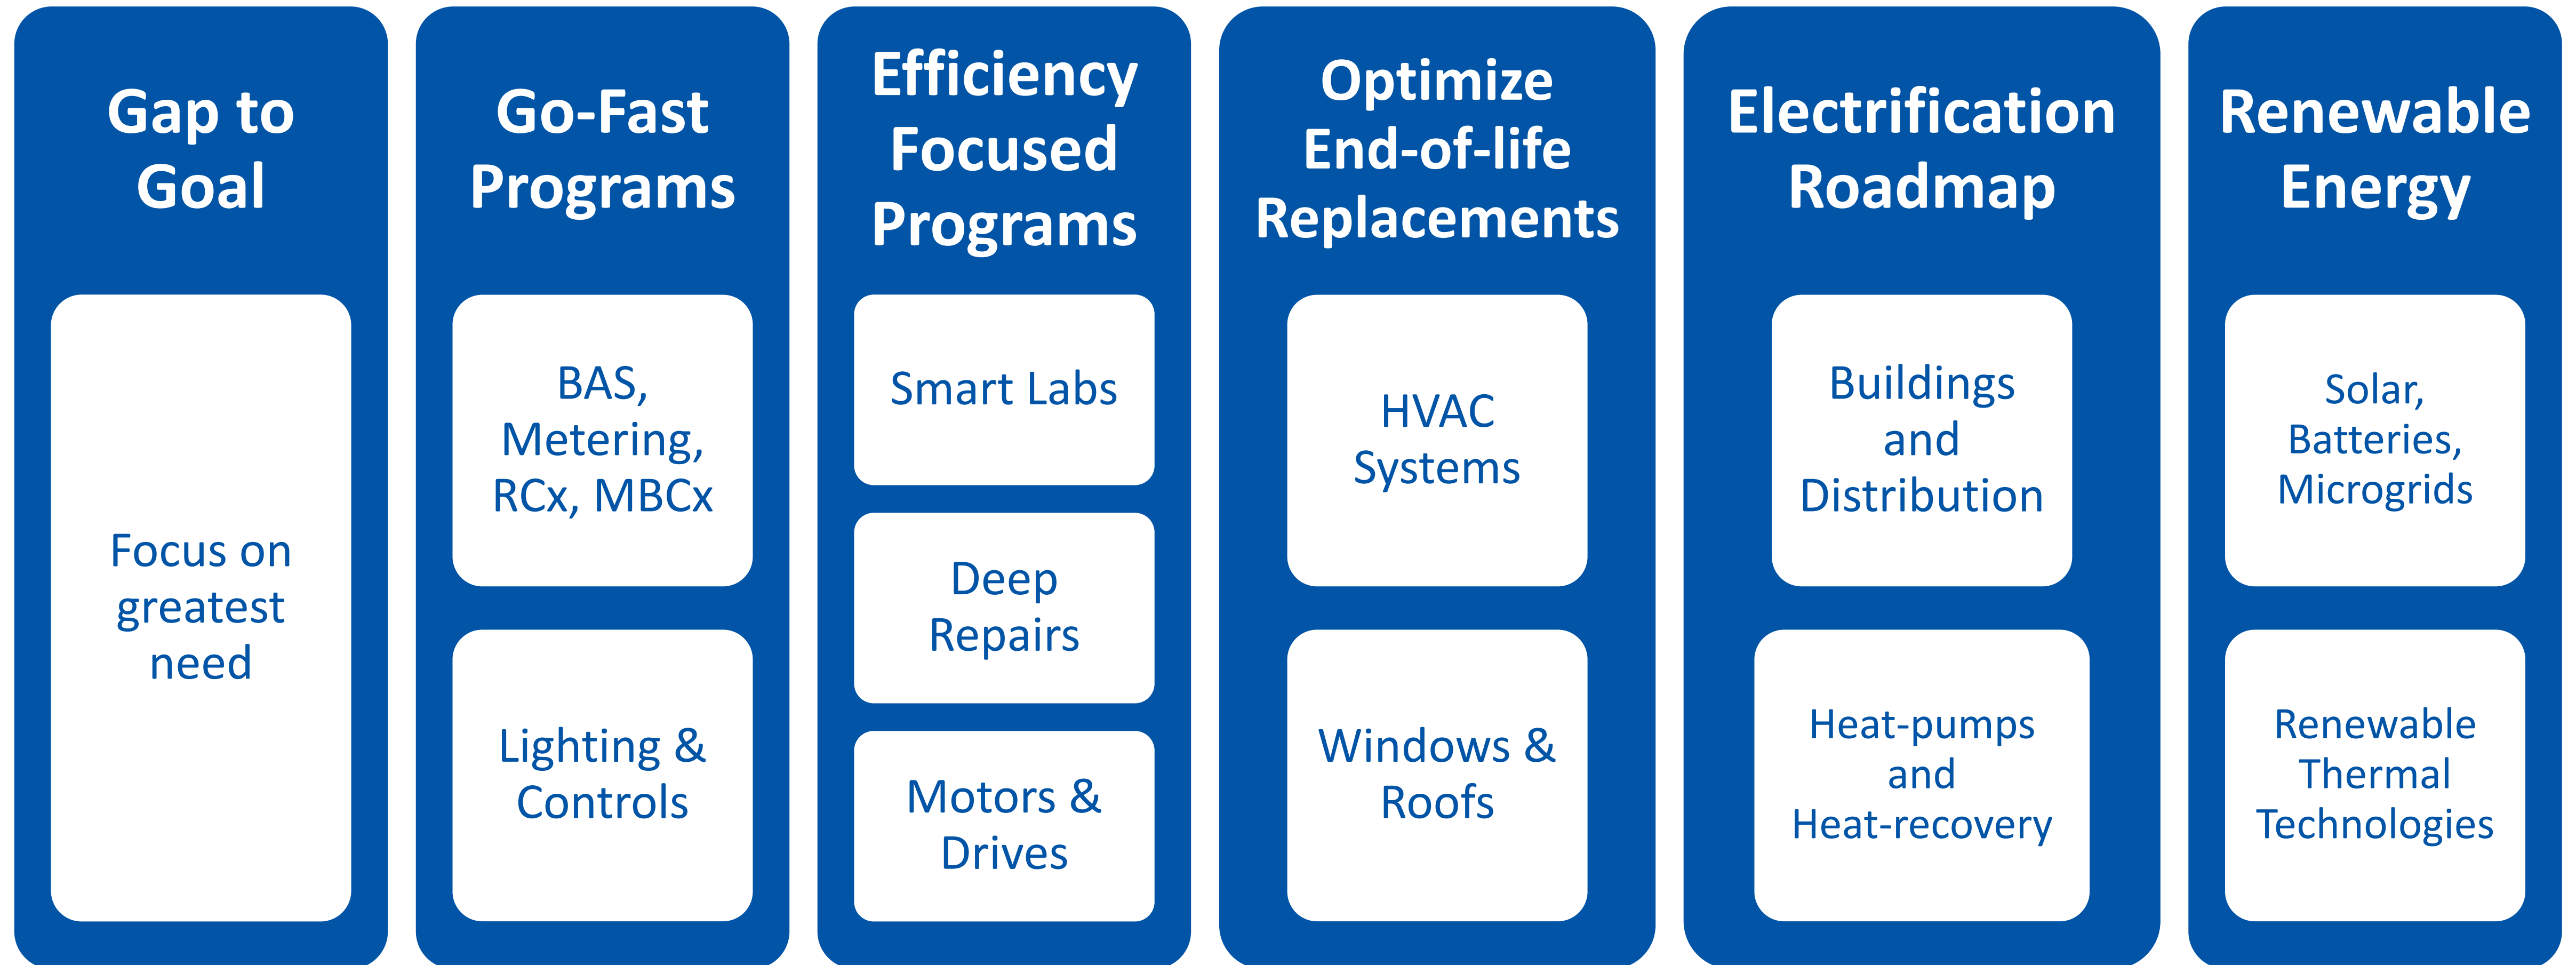 Gap to
Goal
Focus on
greatest
need
Go-Fast
Programs
BAS,
Metering,
RCx, MBCx
Lighting &
Controls
Efficiency
Focused
Programs
Smart Labs
Deep
Repairs
Motors &
Drives
Optimize
End-of-life
Replacements
HVAC
Systems
Windows &
Roofs
Electrification
Roadmap
Buildings
and
Distribution
Heat-pumps
and
Heat-recovery
Renewable
Energy
Solar,
Batteries,
Microgrids
Renewable
Thermal
Technologies